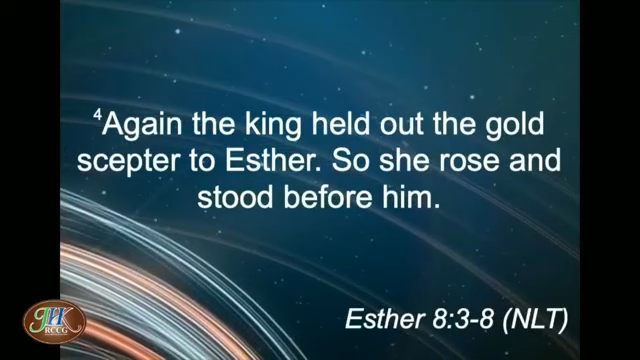 ⁴Again the king held out the gold
scepter to Esther. So she rose and
stood before him.
Esther 8:3-8 (NLT)
JHK
RCCG